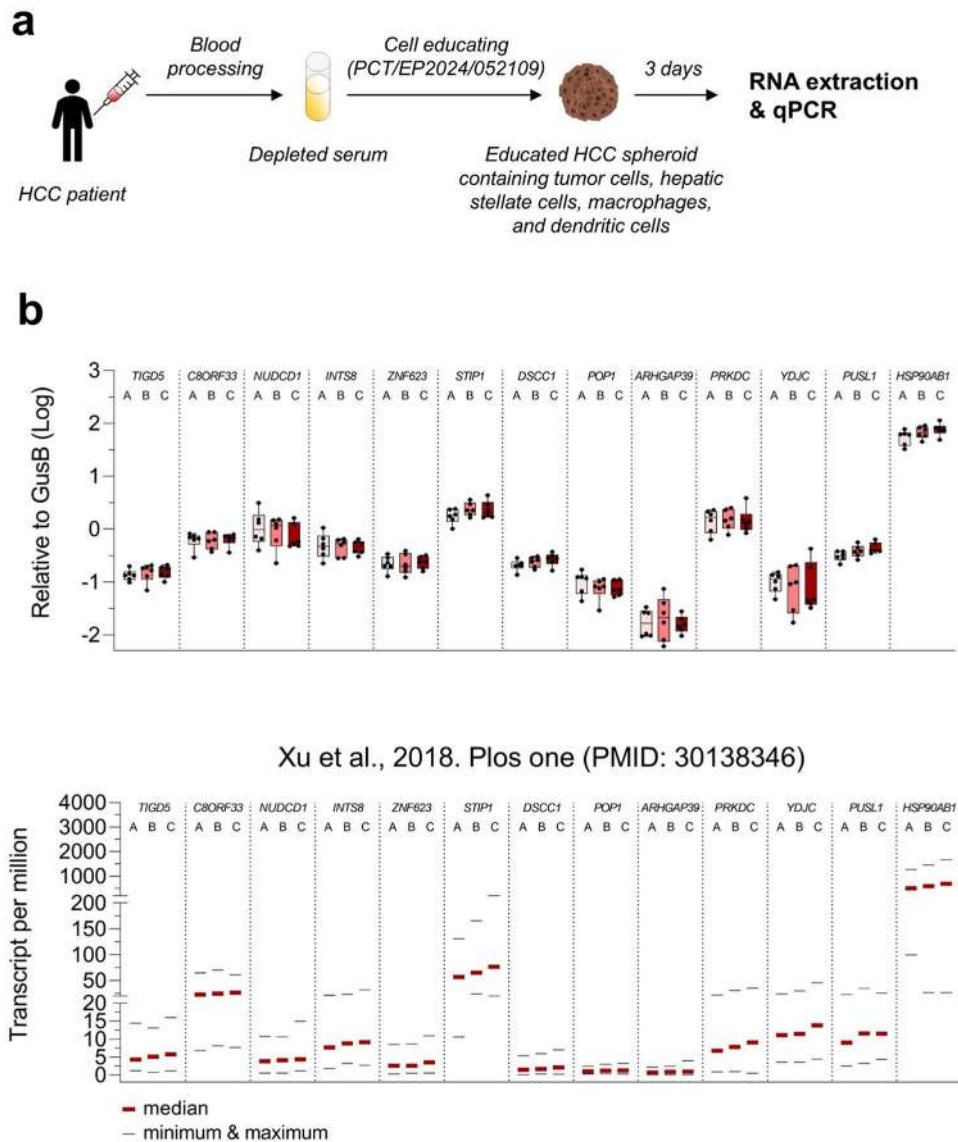 a
Blood
processing
Cell educating
(PCT/EP2024/052109)
3 days
RNA extraction
& qPCR
HCC patient
Depleted serum
Educated HCC spheroid
containing tumor cells, hepatic
stellate cells, macrophages,
and dendritic cells
b
Relative to GusB (Log)
3
2
1
0
-1
-2
TIGD5 C8ORF33 NUDCD1 INTS8 ZNF623 STIP1 DSCC1 POP1 ARHGAP39 PRKDC YDJC PUSL1 HSP90AB1
A B C A B C A B C A B C A B C A B C A B C A B C A B C A B C A B C A B C A B C
Xu et al., 2018. Plos one (PMID: 30138346)
Transcript per million
4000
3000
2000
1000
200
150
100
50
20
15
10
5
0
TIGD5 C8ORF33 NUDCD1 INTS8 ZNF623 STIP1 DSCC1 POP1 ARHGAP39 PRKDC YDJC PUSL1 HSP90AB1
A B C A B C A B C A B C A B C A B C A B C A B C A B C A B C A B C A B C A B C
median
minimum & maximum